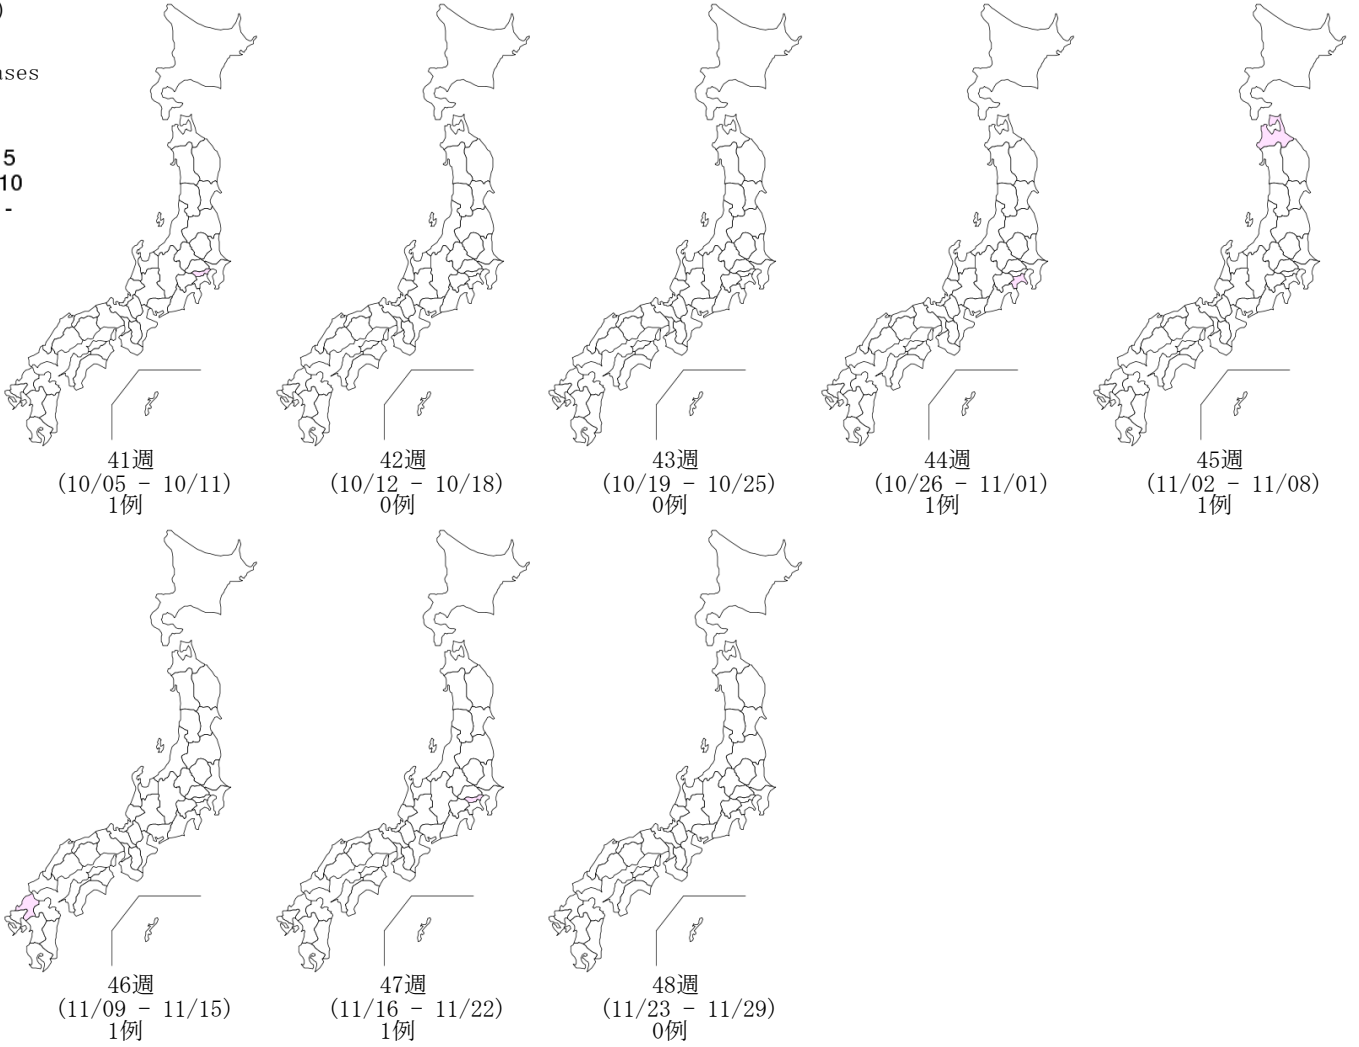 )
ases
5
10
-
41週
(10/05 - 10/11)
1例
42週
(10/12 - 10/18)
0例
43週
(10/19 - 10/25)
0例
44週
(10/26 - 11/01)
1例
45週
(11/02 - 11/08)
1例
46週
(11/09 - 11/15)
1例
47週
(11/16 - 11/22)
1例
48週
(11/23 - 11/29)
0例